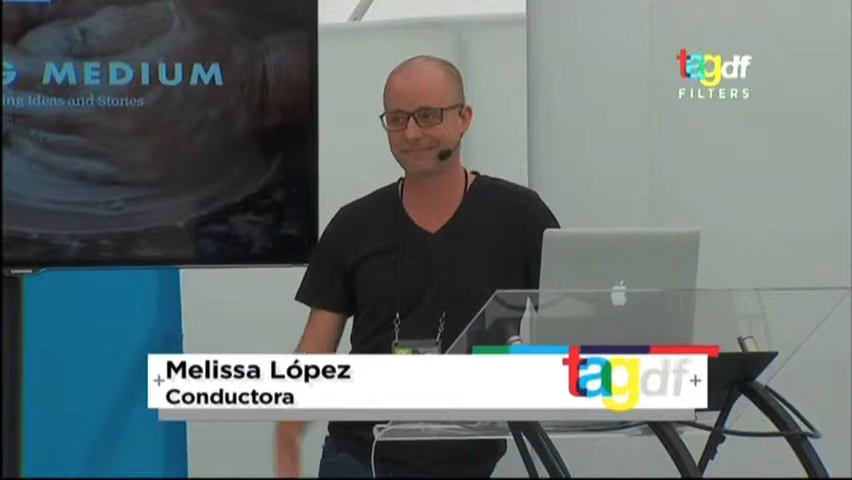 G MEDIUM
ing Ideas and Stories
tagdf
FILTERS
Melissa López
Conductora
tagdf